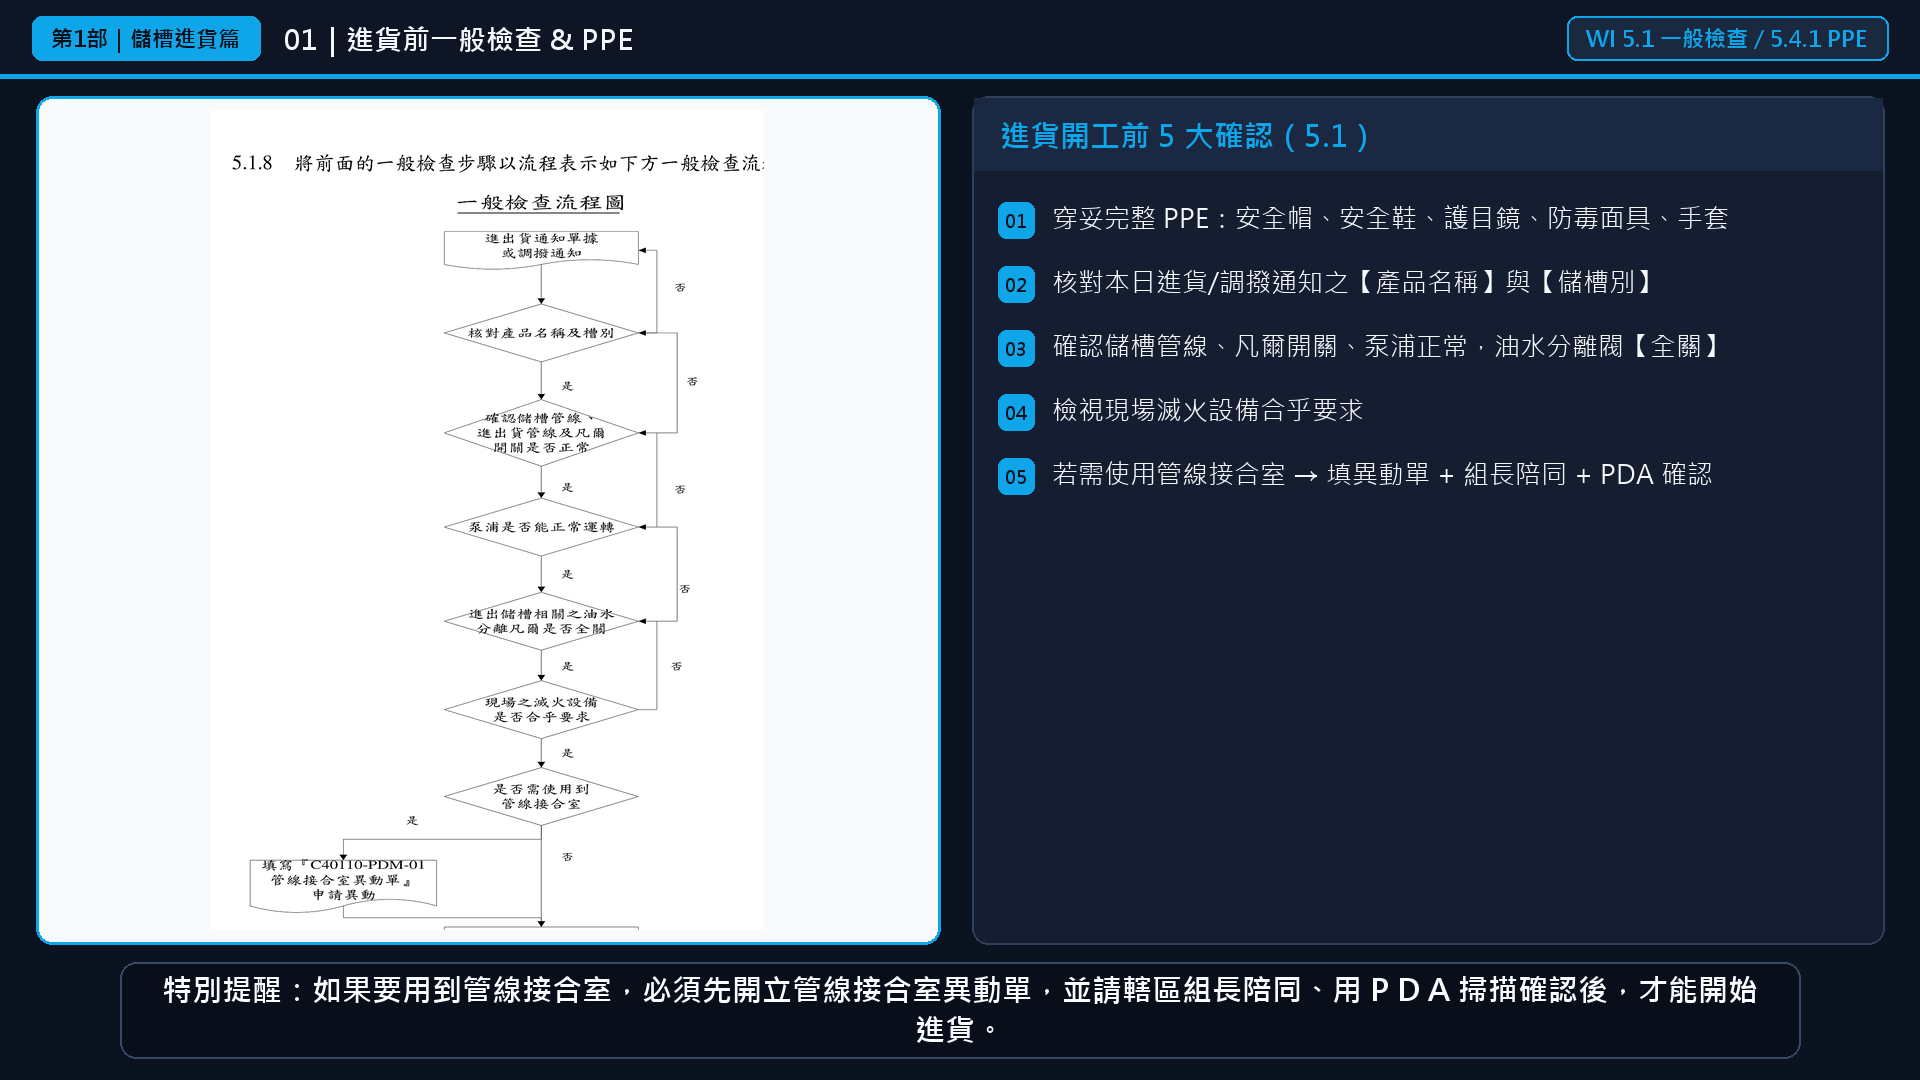 第1部｜儲槽進貨篇
01｜進貨前一般檢查 & PPE
WI 5.1 一般檢查 / 5.4.1 PPE
5.1.8 將前面的一般檢查步驟以流程表示如下方一般檢查流
一般檢查流程圖
進出貨通知單據
或調撥通知
否
核對產品名稱及槽別
否
是
確認儲槽管線、
進出貨管線及凡爾
開關是否正常
是
否
泵浦是否能正常運轉
是
否
進出儲槽相關之油水
分離凡爾是否全關
是
否
現場之滅火設備
是否合乎要求
是
是否需使用到
管線接合室
是
否
填寫『C40110-PDM-01
管線接合室異動單』
申請異動
進貨開工前 5 大確認（5.1）
01 穿妥完整 PPE：安全帽、安全鞋、護目鏡、防毒面具、手套
02 核對本日進貨/調撥通知之【產品名稱】與【儲槽別】
03 確認儲槽管線、凡爾開關、泵浦正常，油水分離閥【全關】
04 檢視現場滅火設備合乎要求
05 若需使用管線接合室 → 填異動單 + 組長陪同 + PDA 確認
特別提醒：如果要用到管線接合室，必須先開立管線接合室異動單，並請轄區組長陪同、用 P D A 掃描確認後，才能開始
進貨。